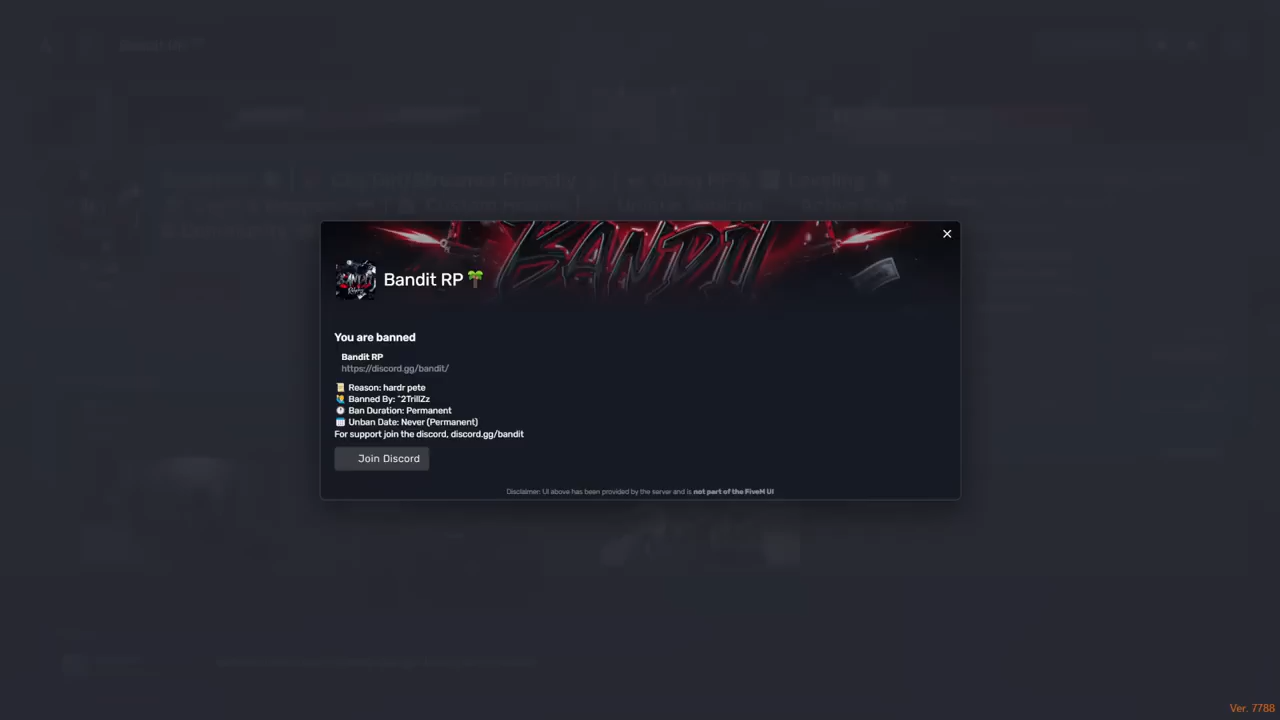 BANDIT
Bandit RP🌴
You are banned
Bandit RP
https://discord.gg/bandit/
📜 Reason: hardr pete
🙋 Banned By: ^2TrillZz
🕐 Ban Duration: Permanent
🗓️ Unban Date: Never (Permanent)
For support join the discord, discord.gg/bandit
Join Discord
Disclaimer: UI above has been provided by the server and is not part of the FiveM UI
Ver. 7788